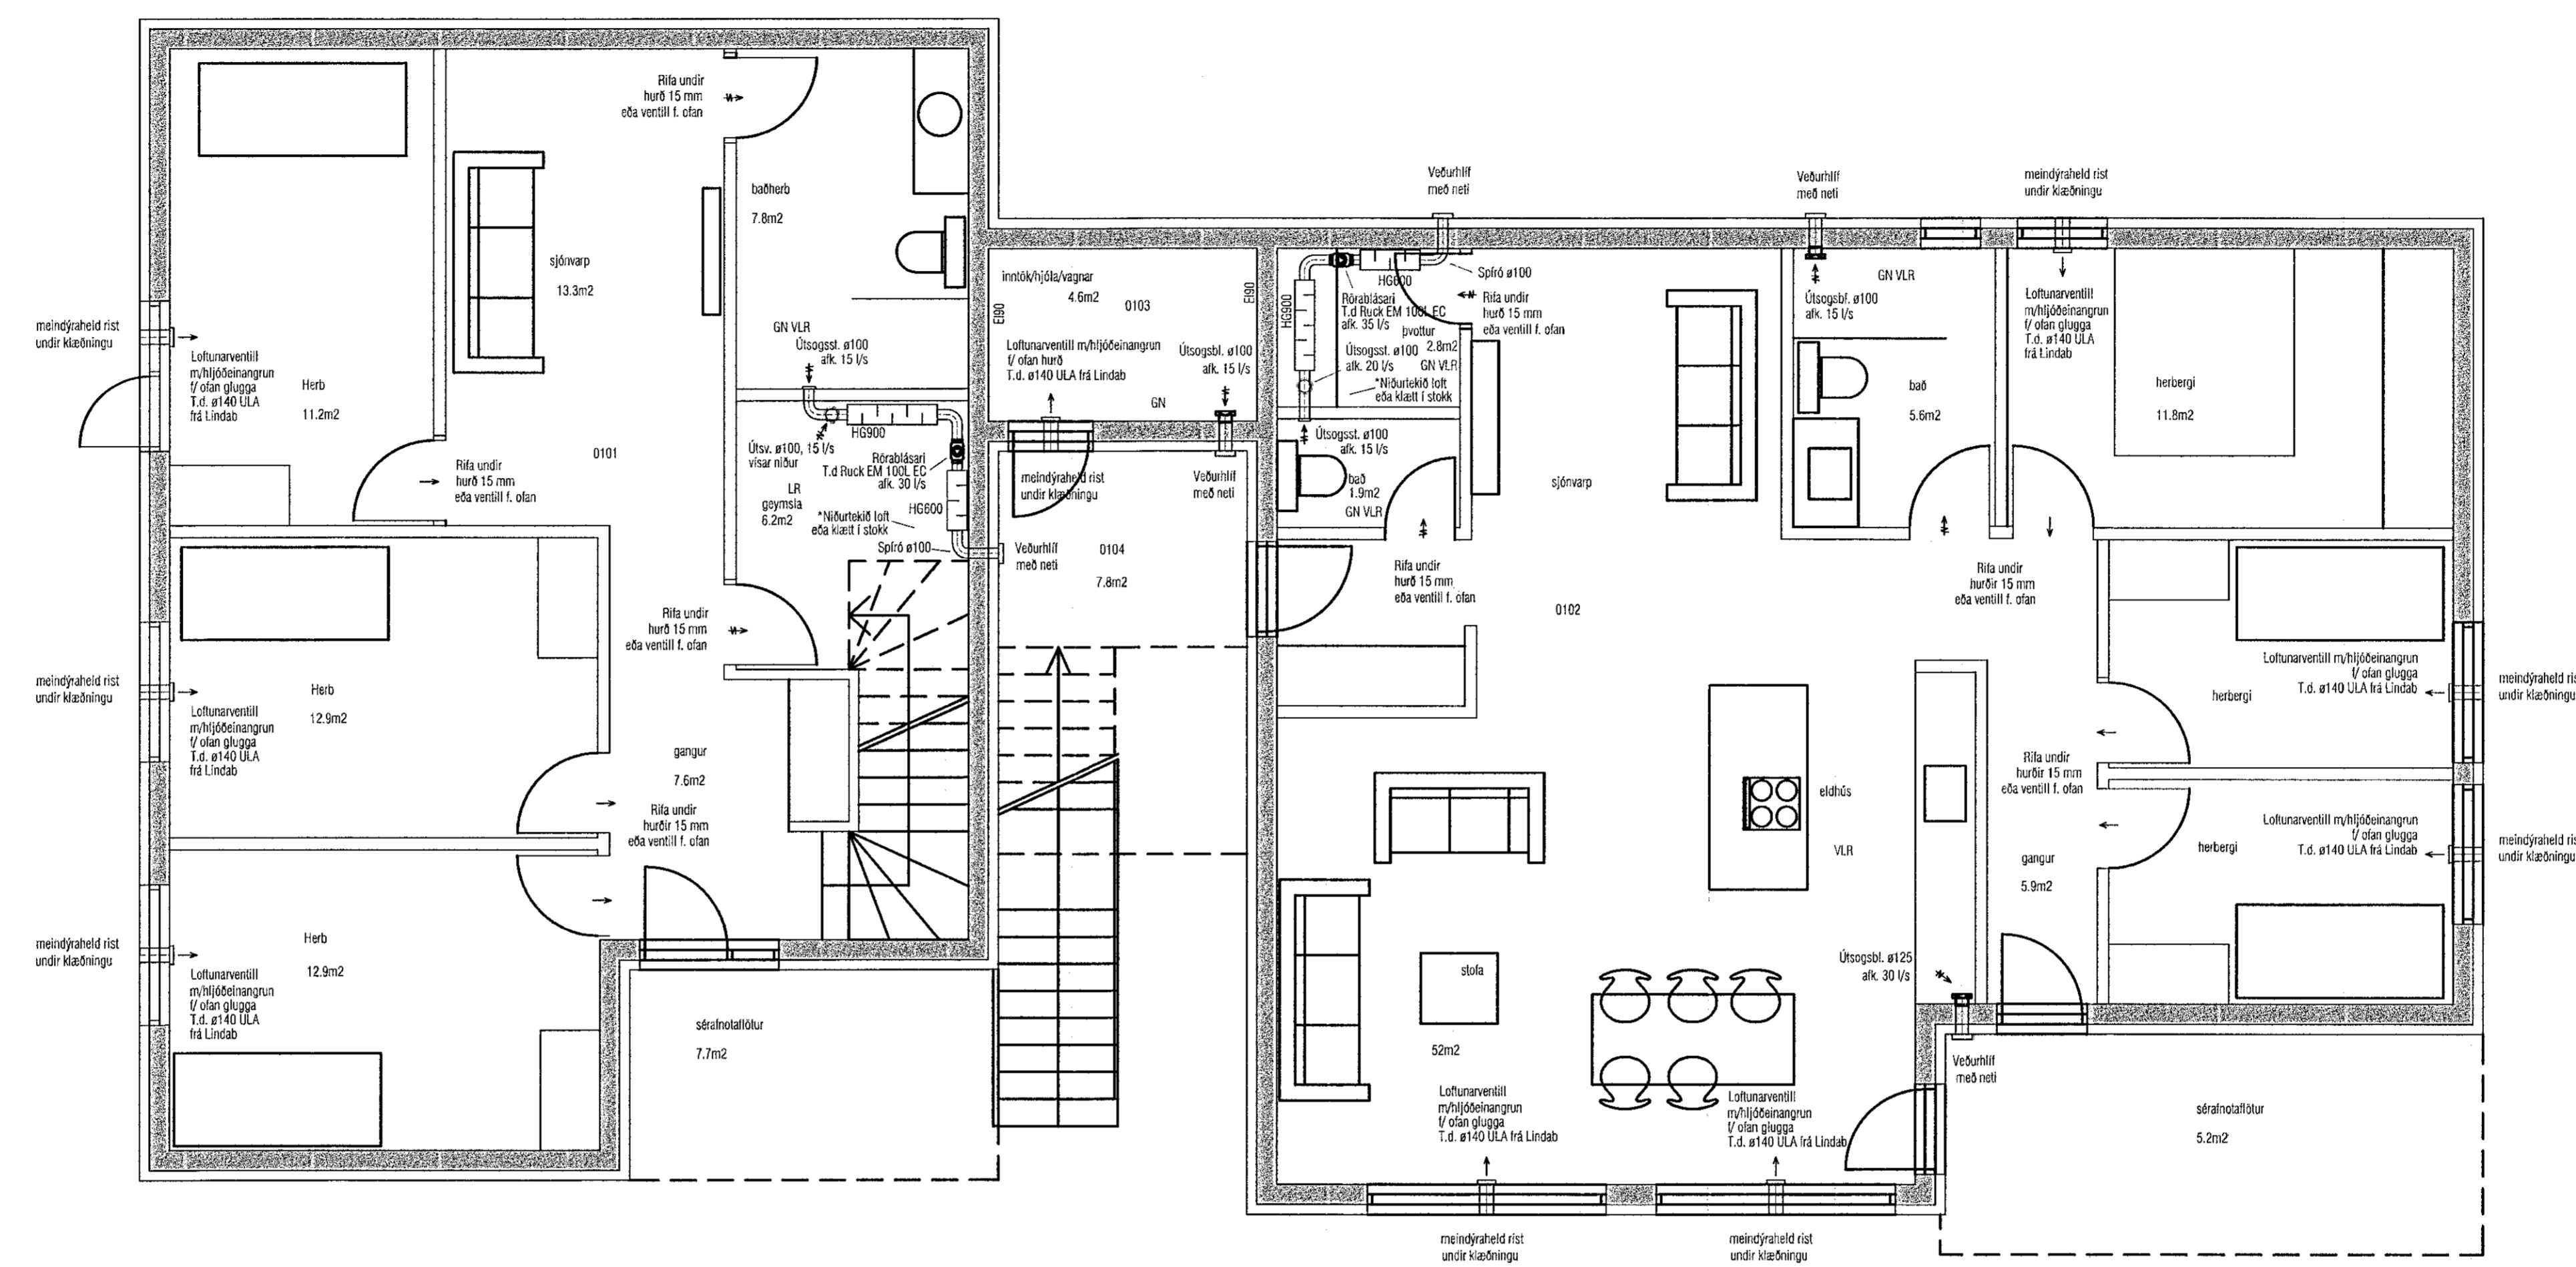 Rifa undir
hurð 15 mm
eða ventill f. ofan
baðherb
7.8m2
sjónvarp
13.3m2
meindýraheld rist
undir klæðningu
Loftunarventill
m/hljóðeinangrun
f/ ofan glugga
T.d. ø140 ULA
frá Lindab
Herb
11.2m2
0101
Rifa undir
hurð 15 mm
eða ventill f. ofan
GN VLR
Útsogsst. ø100
afk. 15 l/s
HG900
Útsv. ø100, 15 l/s
vísar niður
Rörablásari
T.d Ruck EM 100L EC
afk. 30 l/s
LR
geymsla
6.2m2
HG600
*Niðurtekið loft
eða klætt í stokk
Spíró ø100
Rifa undir
hurð 15 mm
eða ventill f. ofan
meindýraheld rist
undir klæðningu
Herb
12.9m2
Loftunarventill
m/hljóðeinangrun
f/ ofan glugga
T.d. ø140 ULA
frá Lindab
gangur
7.6m2
Rifa undir
hurðir 15 mm
eða ventill f. ofan
meindýraheld rist
undir klæðningu
Herb
12.9m2
Loftunarventill
m/hljóðeinangrun
f/ ofan glugga
T.d. ø140 ULA
frá Lindab
sérafnotaflötur
7.7m2
inntök/hjóla/vagnar
4.6m2
0103
EI90
EI90
Loftunarventill m/hljóðeinangrun
f/ ofan hurð
T.d. ø140 ULA frá Lindab
Útsogsbl. ø100
afk. 15 l/s
GN
meindýraheld rist
undir klæðningu
Veðurhlíf
með neti
Veðurhlíf
með neti
0104
7.8m2
Veðurhlíf
með neti
HG600
Spíró ø100
HG900
Rörablásari
T.d Ruck EM 100L EC
afk. 35 l/s
Rifa undir
hurð 15 mm
eða ventill f. ofan
þvottur
2.8m2
GN VLR
Útsogsst. ø100
afk. 20 l/s
*Niðurtekið loft
eða klætt í stokk
Útsogsst. ø100
afk. 15 l/s
bað
1.9m2
GN VLR
Rifa undir
hurð 15 mm
eða ventill f. ofan
sjónvarp
0102
Veðurhlíf
með neti
meindýraheld rist
undir klæðningu
GN VLR
Útsogsbl. ø100
afk. 15 l/s
bað
5.6m2
Loftunarventill
m/hljóðeinangrun
f/ ofan glugga
T.d. ø140 ULA
frá Lindab
herbergi
11.8m2
Rifa undir
hurðir 15 mm
eða ventill f. ofan
Loftunarventill m/hljóðeinangrun
f/ ofan glugga
T.d. ø140 ULA frá Lindab
herbergi
meindýraheld ris
undir klæðningu
Rifa undir
hurðir 15 mm
eða ventill f. ofan
Loftunarventill m/hljóðeinangrun
f/ ofan glugga
T.d. ø140 ULA frá Lindab
herbergi
meindýraheld ris
undir klæðningu
gangur
5.9m2
eldhús
VLR
Útsogsbl. ø125
afk. 30 l/s
stofa
52m2
Loftunarventill
m/hljóðeinangrun
f/ ofan glugga
T.d. ø140 ULA frá Lindab
Loftunarventill
m/hljóðeinangrun
f/ ofan glugga
T.d. ø140 ULA frá Lindab
Veðurhlíf
með neti
sérafnotaflötur
5.2m2
meindýraheld rist
undir klæðningu
meindýraheld rist
undir klæðningu